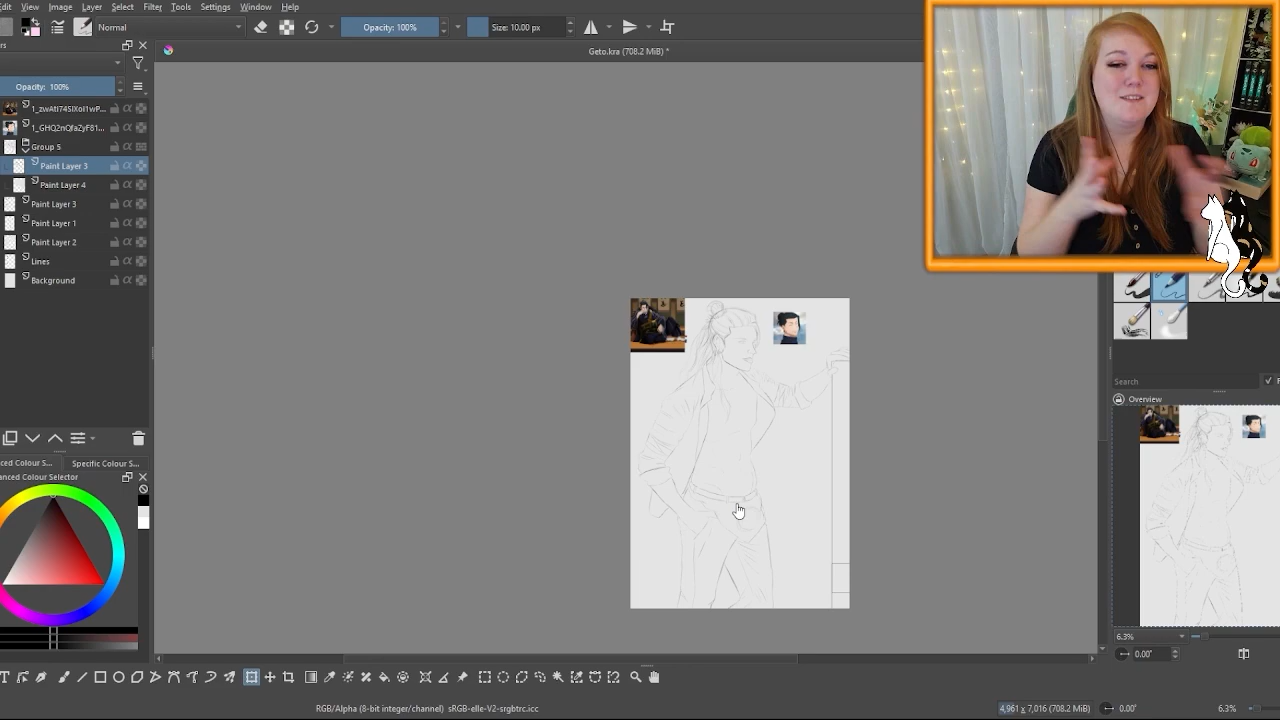 Edit View Image Layer Select Filter Tools Settings Window Help
Normal
Opacity: 100%
Size: 10.00 px
Geto.kra (708.2 MiB) *
Opacity: 100%
Group 5
Paint Layer 3
Paint Layer 4
Paint Layer 3
Paint Layer 1
Paint Layer 2
Lines
Background
Specific Colour S...
Colour Selector
Search
Overview
6.3%
0.00°
RGB/Alpha (8-bit integer/channel) sRGB-elle-V2-srgbtrc.icc
4,961 x 7,016 (708.2 MiB)
0.00°
6.3%